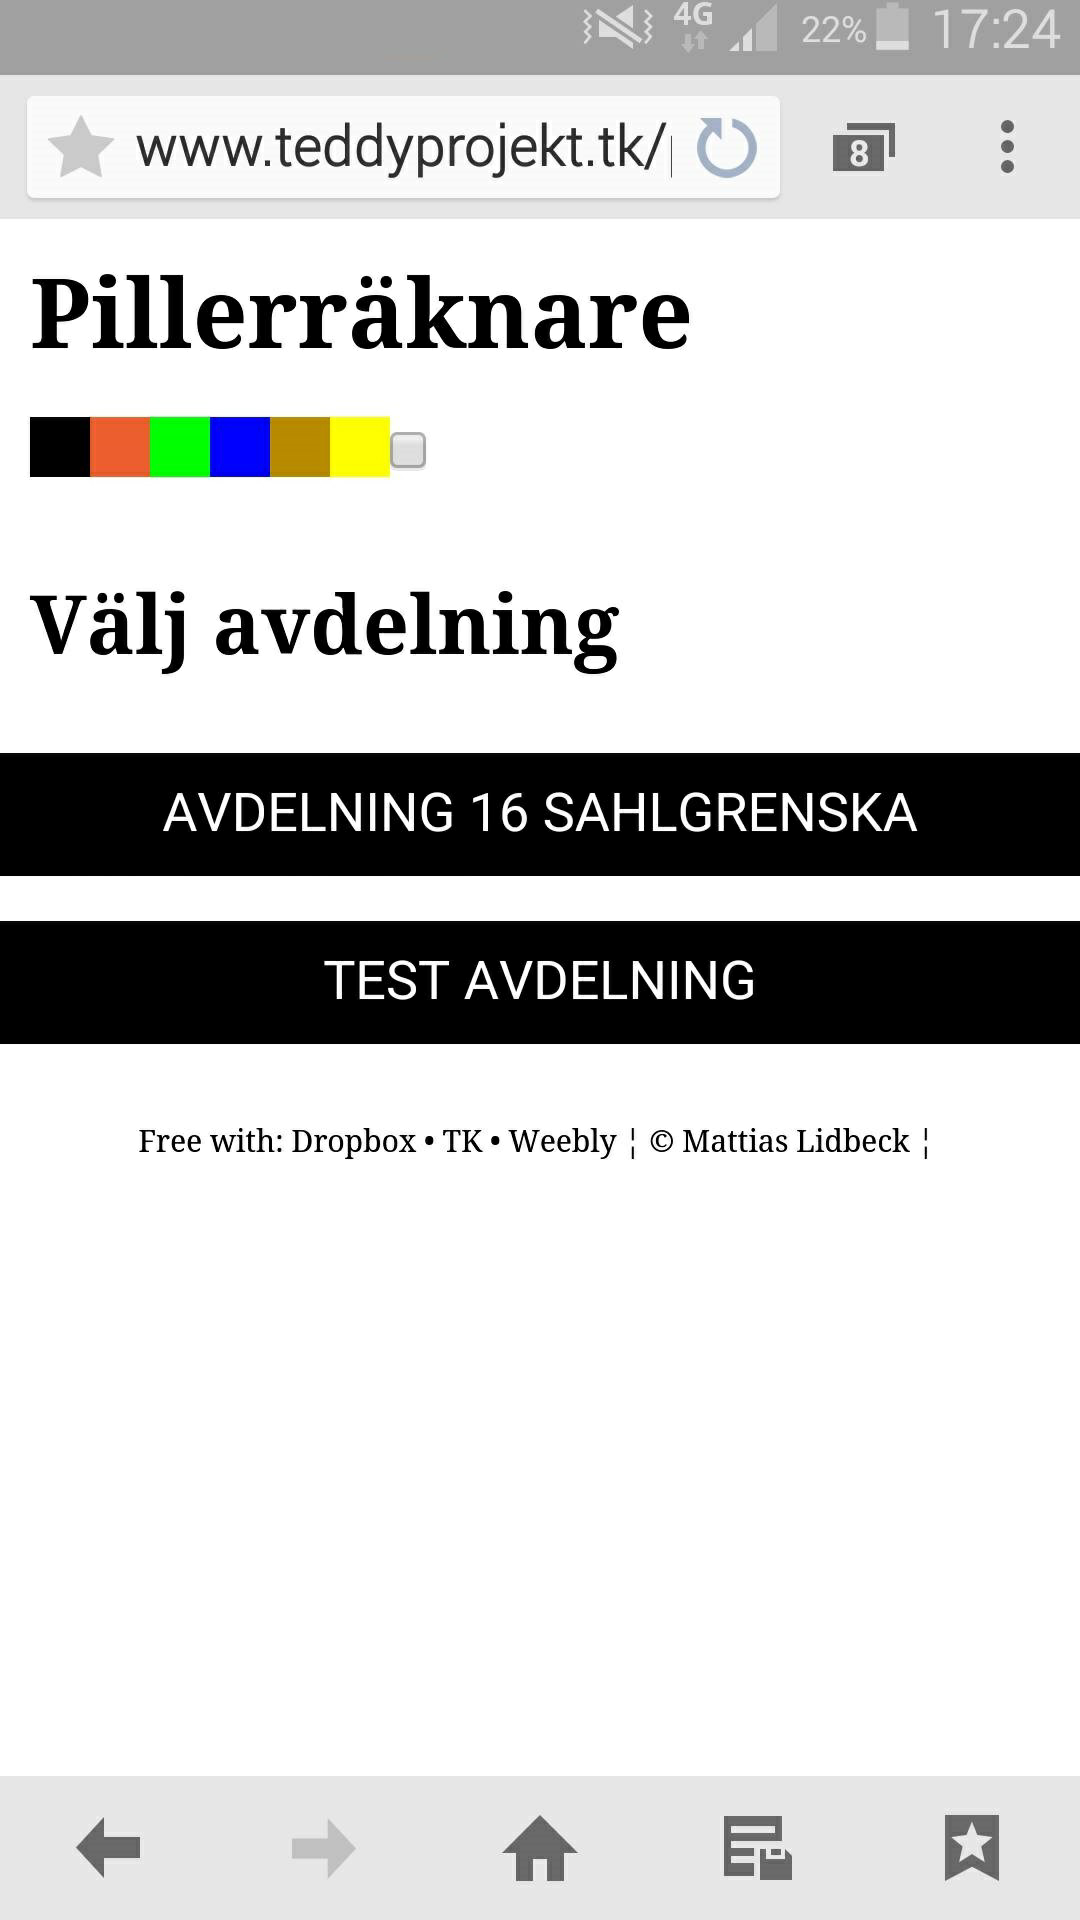 4G 22% 17:24
www.teddyprojekt.tk/
8
Pillerräknare
Välj avdelning
AVDELNING 16 SAHLGRENSKA
TEST AVDELNING
Free with: Dropbox • TK • Weebly ¦ © Mattias Lidbeck ¦